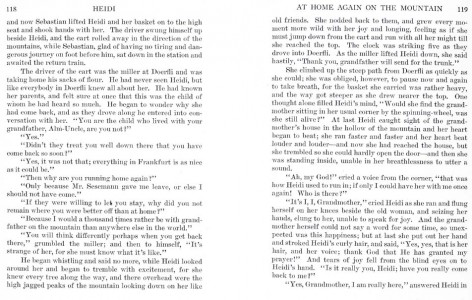 118 HEIDI
and now Sebastian lifted Heidi and her basket on to the high
seat and shook hands with her. The driver swung himself up
beside Heidi, and the cart rolled away in the direction of the
mountain, while Sebastian, glad of having no tiring and dan-
gerous journey on foot before him, sat down in the station and
awaited the return train.
The driver of the cart was the miller at Doerfli and was
taking home his sacks of flour. He had never seen Heidi, but
like everybody in Doerfli knew all about her. He had known
her parents, and felt sure at once that this was the child of
whom he had heard so much. He began to wonder why she
had come back, and as they drove along he entered into con-
versation with her. "You are the child who lived with your
grandfather, Alm-Uncle, are you not?"
"Yes."
"Didn't they treat you well down there that you have
come back so soon?"
"Yes, it was not that; everything in Frankfurt is as nice
as it could be."
"Then why are you running home again?"
"Only because Mr. Sesemann gave me leave, or else I
should not have come."
"If they were willing to let you stay, why did you not
remain where you were better off than at home?"
"Because I would a thousand times rather be with grand-
father on the mountain than anywhere else in the world."
"You will think differently perhaps when you get back
there," grumbled the miller; and then to himself, "It's
strange of her, for she must know what it's like."
He began whistling and said no more, while Heidi looked
around her and began to tremble with excitement, for she
knew every tree along the way, and there overhead were the
high jagged peaks of the mountain looking down on her like
AT HOME AGAIN ON THE MOUNTAIN 119
old friends. She nodded back to them, and grew every mo-
ment more wild with her joy and longing, feeling as if she
must jump down from the cart and run with all her might till
she reached the top. The clock was striking five as they
drove into Doerfli. As the miller lifted Heidi down, she said
hastily, "Thank you, grandfather will send for the trunk."
She climbed up the steep path from Doerfli as quickly as
she could; she was obliged, however, to pause now and again
to take breath, for the basket she carried was rather heavy,
and the way got steeper as she drew nearer the top. One
thought alone filled Heidi's mind, "Would she find the grand-
mother sitting in her usual corner by the spinning-wheel, was
she still alive?" At last Heidi caught sight of the grand-
mother's house in the hollow of the mountain and her heart
began to beat; she ran faster and faster and her heart beat
louder and louder—and now she had reached the house, but
she trembled so she could hardly open the door—and then she
was standing inside, unable in her breathlessness to utter a
sound.
"Ah, my God!" cried a voice from the corner, "that was
how Heidi used to run in; if only I could have her with me once
again! Who is there?"
"It's I, I, Grandmother," cried Heidi as she ran and flung
herself on her knees beside the old woman, and seizing her
hands, clung to her, unable to speak for joy. And the grand-
mother herself could not say a word for some time, so unex-
pected was this happiness; but at last she put out her hand
and stroked Heidi's curly hair, and said, "Yes, yes, that is her
hair, and her voice; thank God that He has granted my
prayer!" And tears of joy fell from the blind eyes on to
Heidi's hand. "Is it really you, Heidi; have you really come
back to me?"
"Yes, Grandmother, I am really here," answered Heidi in